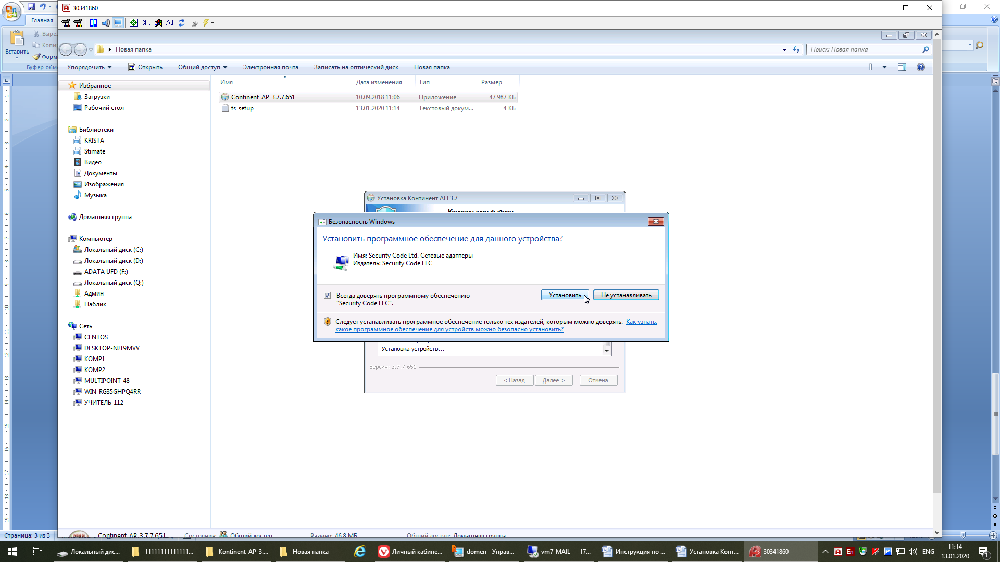 30341860
Ctrl
Alt
Главная
Вставить
Выре
Копи
Форм
Буфер обм
Новая папка
Поиск: Новая папка
Упорядочить
Открыть
Общий доступ
Электронная почта
Записать на оптический диск
Новая папка
Избранное
Загрузки
Рабочий стол
Библиотеки
KRISTA
Stimate
Видео
Документы
Изображения
Музыка
Домашняя группа
Компьютер
Локальный диск (C:)
Локальный диск (D:)
ADATA UFD (F:)
Локальный диск (Q:)
Админ
Паблик
Сеть
CENTOS
DESKTOP-NJT9MVV
KOMP1
KOMP2
MULTIPOINT-48
WIN-RG35GHPQ4RR
УЧИТЕЛЬ-112
Имя Дата изменения Тип Размер
Continent_AP_3.7.7.651 10.09.2018 11:06 Приложение 47 987 КБ
ts_setup 13.01.2020 11:14 Текстовый докум... 4 КБ
Установка Континент АП 3.7
Копирование файлов
Безопасность Windows
Установить программное обеспечение для данного устройства?
Имя: Security Code Ltd. Сетевые адаптеры
Издатель: Security Code LLC
Всегда доверять программному обеспечению
"Security Code LLC".
Установить
Не устанавливать
Следует устанавливать программное обеспечение только тех издателей, которым можно доверять. Как узнать,
какое программное обеспечение для устройств можно безопасно установить?
Установка устройств...
Версия: 3.7.7.651
< Назад
Далее >
Отмена
Continent_AP_3.7.7.651 Состояние: Общий доступ Размер: 46,8 МБ Общий доступ: Домашняя группа
Страница: 3 из 3
Локальный дис...
11111111111111...
Kontinent-AP-3....
Новая папка
Личный кабине...
domen - Управ...
vm7-MAIL — 17...
Инструкция по ...
Установка Конт...
30341860
En
ENG
11:14
13.01.2020
1